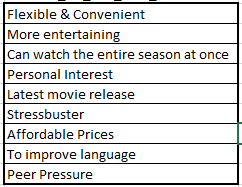 Flexible & Convenient
More entertaining
Can watch the entire season at once
Personal Interest
Latest movie release
Stressbuster
Affordable Prices
To improve language
Peer Pressure